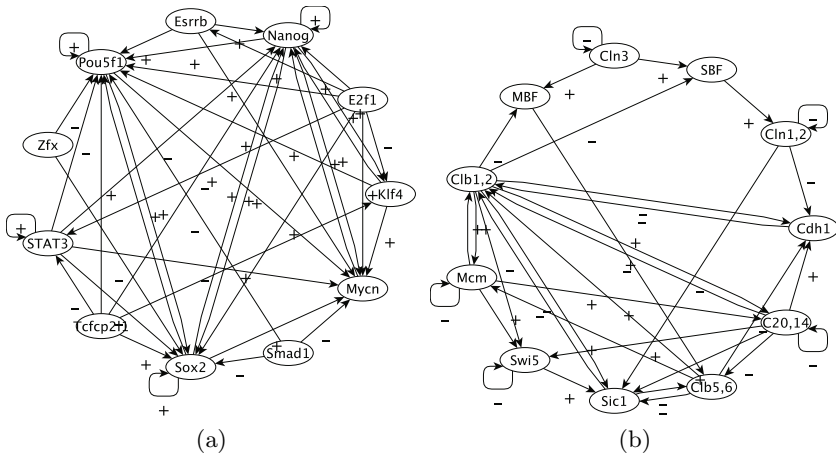 Esrrb
Nanog
Pou5f1
E2f1
Zfx
Klf4
STAT3
Mycn
Tcfcp2l1
Smad1
Sox2
(a)
Cln3
SBF
MBF
Cln1,2
Clb1,2
Cdh1
Mcm
C20,14
Swi5
Clb5,6
Sic1
(b)